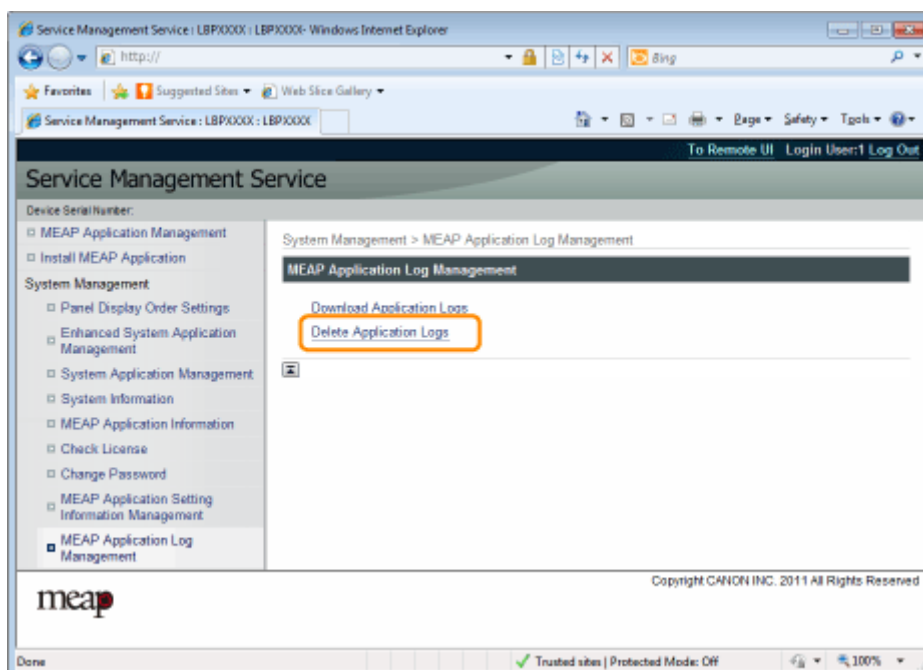 Service Management Service : LBPXXXX : LBPXXXX- Windows Internet Explorer
http://
Bing
Favorites
Suggested Sites
Web Slice Gallery
Service Management Service : LBPXXXX : LBPXXXX
Page
Safety
Tools
To Remote UI Login User:1 Log Out
Service Management Service
Device Serial Number:
MEAP Application Management
Install MEAP Application
System Management
Panel Display Order Settings
Enhanced System Application
Management
System Application Management
System Information
MEAP Application Information
Check License
Change Password
MEAP Application Setting
Information Management
MEAP Application Log
Management
System Management > MEAP Application Log Management
MEAP Application Log Management
Download Application Logs
Delete Application Logs
meap
Copyright CANON INC. 2011 All Rights Reserved
Done
Trusted sites | Protected Mode: Off
100%